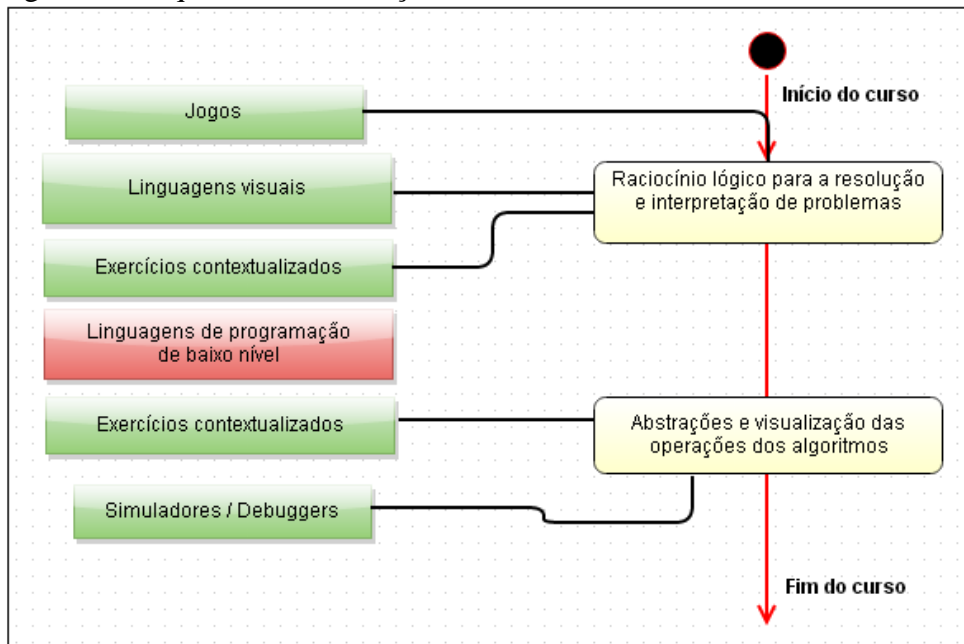 Início do curso
Jogos
Raciocínio lógico para a resolução
e interpretação de problemas
Linguagens visuais
Exercícios contextualizados
Linguagens de programação
de baixo nível
Exercícios contextualizados
Abstrações e visualização das
operações dos algoritmos
Simuladores / Debuggers
Fim do curso